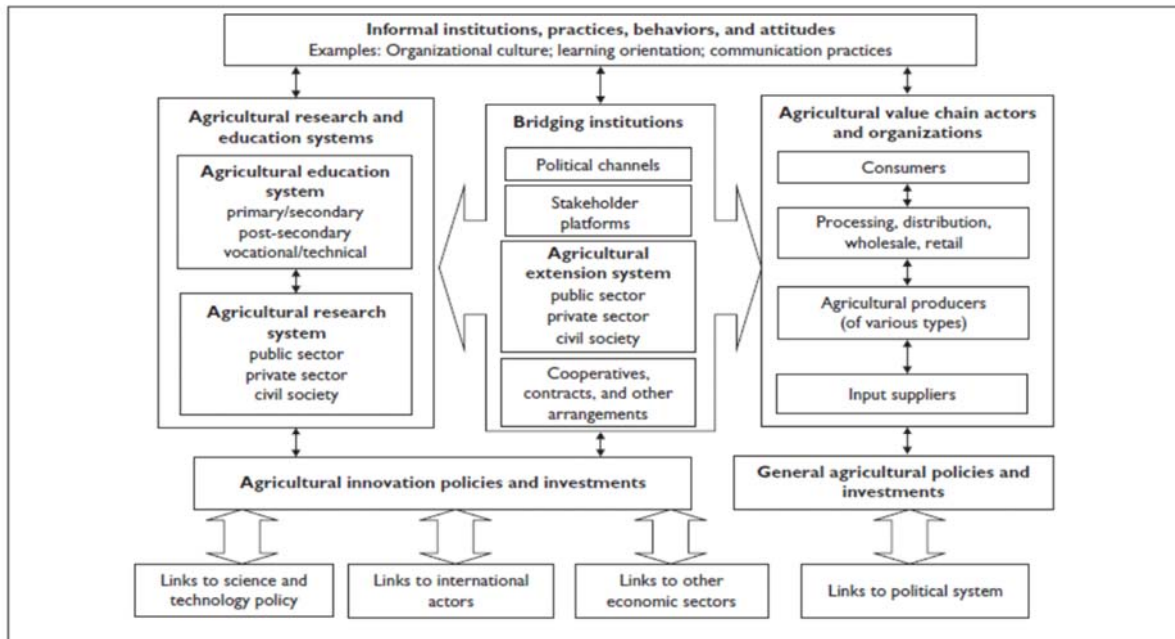 Informal institutions, practices, behaviors, and attitudes
Examples: Organizational culture; learning orientation; communication practices
Agricultural research and
education systems
Agricultural education
system
primary/secondary
post-secondary
vocational/technical
Agricultural research
system
public sector
private sector
civil society
Bridging institutions
Political channels
Stakeholder
platforms
Agricultural
extension system
public sector
private sector
civil society
Cooperatives,
contracts, and other
arrangements
Agricultural value chain actors
and organizations
Consumers
Processing, distribution,
wholesale, retail
Agricultural producers
(of various types)
Input suppliers
Agricultural innovation policies and investments
General agricultural policies and
investments
Links to science and
technology policy
Links to international
actors
Links to other
economic sectors
Links to political system